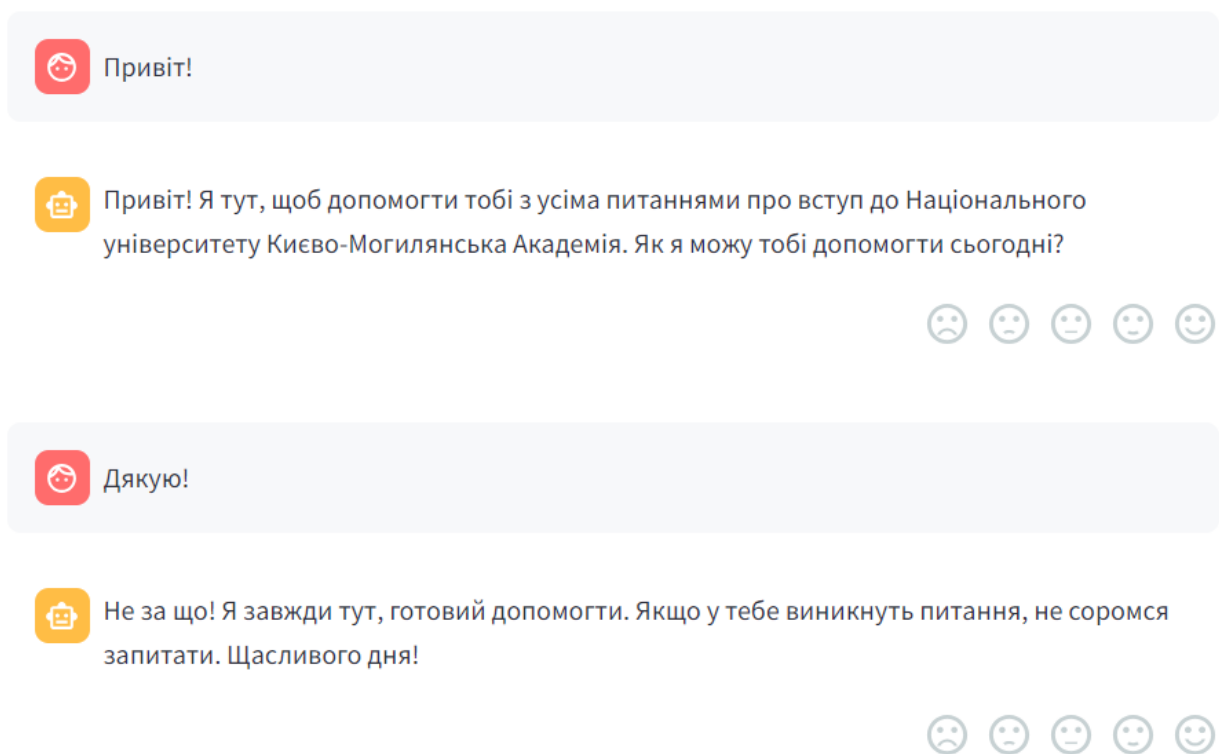 Привіт!
Привіт! Я тут, щоб допомогти тобі з усіма питаннями про вступ до Національного
університету Києво-Могилянська Академія. Як я можу тобі допомогти сьогодні?
Дякую!
Не за що! Я завжди тут, готовий допомогти. Якщо у тебе виникнуть питання, не соромся
запитати. Щасливого дня!